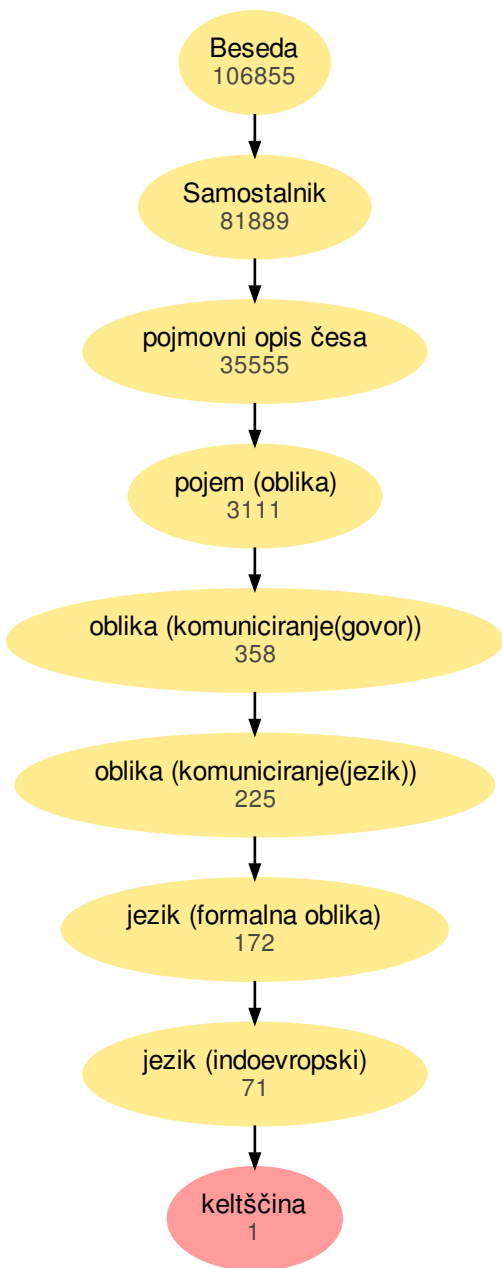 Beseda
106855
Samostalnik
81889
pojmovni opis česa
35555
pojem (oblika)
3111
oblika (komuniciranje(govor))
358
oblika (komuniciranje(jezik))
225
jezik (formalna oblika)
172
jezik (indoevropski)
71
keltščina
1